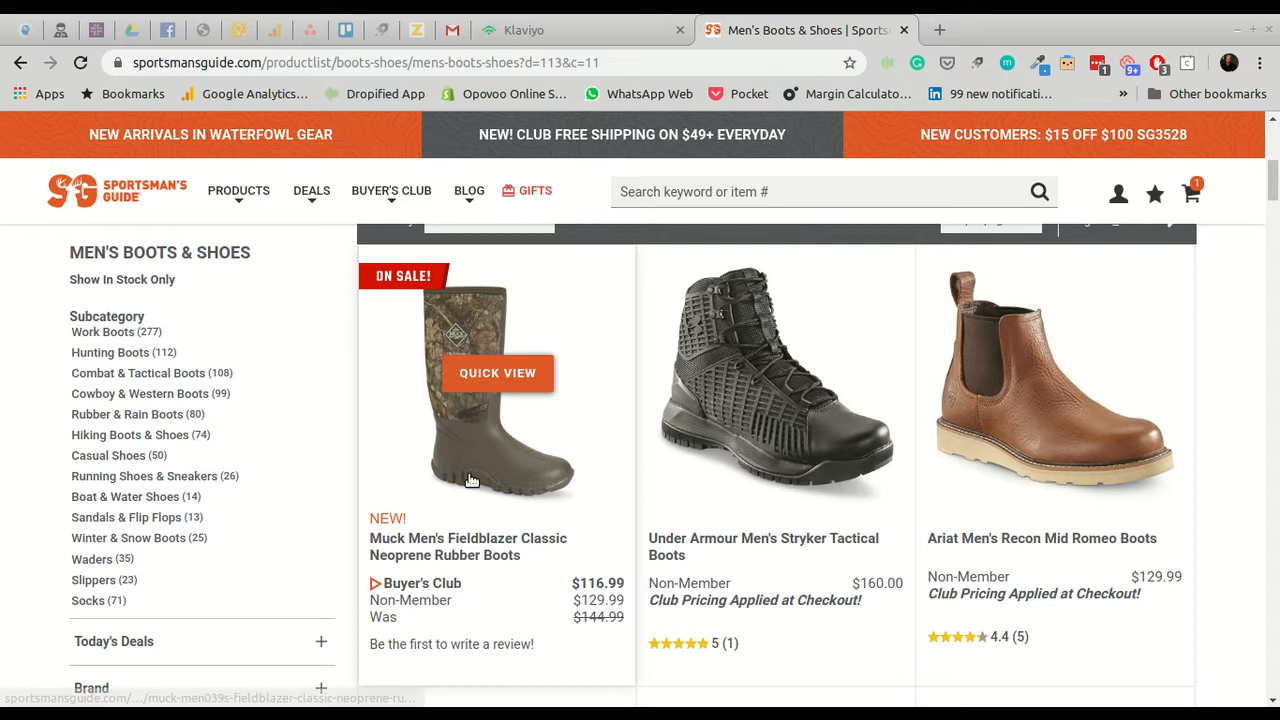 Klaviyo
Men's Boots & Shoes | Sports
sportsmansguide.com/productlist/boots-shoes/mens-boots-shoes?d=113&c=11
1
9+
3
Apps
Bookmarks
Google Analytics...
Dropified App
Opovoo Online S...
WhatsApp Web
Pocket
Margin Calculato...
99 new notificati...
»
Other bookmarks
NEW ARRIVALS IN WATERFOWL GEAR
NEW! CLUB FREE SHIPPING ON $49+ EVERYDAY
NEW CUSTOMERS: $15 OFF $100 SG3528
SG SPORTSMAN'S
GUIDE
PRODUCTS
DEALS
BUYER'S CLUB
BLOG
GIFTS
Search keyword or item #
1
MEN'S BOOTS & SHOES
Show In Stock Only
Subcategory
Work Boots (277)
Hunting Boots (112)
Combat & Tactical Boots (108)
Cowboy & Western Boots (99)
Rubber & Rain Boots (80)
Hiking Boots & Shoes (74)
Casual Shoes (50)
Running Shoes & Sneakers (26)
Boat & Water Shoes (14)
Sandals & Flip Flops (13)
Winter & Snow Boots (25)
Waders (35)
Slippers (23)
Socks (71)
Today's Deals +
Brand +
ON SALE!
QUICK VIEW
NEW!
Muck Men's Fieldblazer Classic
Neoprene Rubber Boots
Buyer's Club $116.99
Non-Member $129.99
Was $144.99
Be the first to write a review!
Under Armour Men's Stryker Tactical
Boots
Non-Member $160.00
Club Pricing Applied at Checkout!
5 (1)
Ariat Men's Recon Mid Romeo Boots
Non-Member $129.99
Club Pricing Applied at Checkout!
4.4 (5)
sportsmansguide.com/.../muck-men039s-fieldblazer-classic-neoprene-ru...